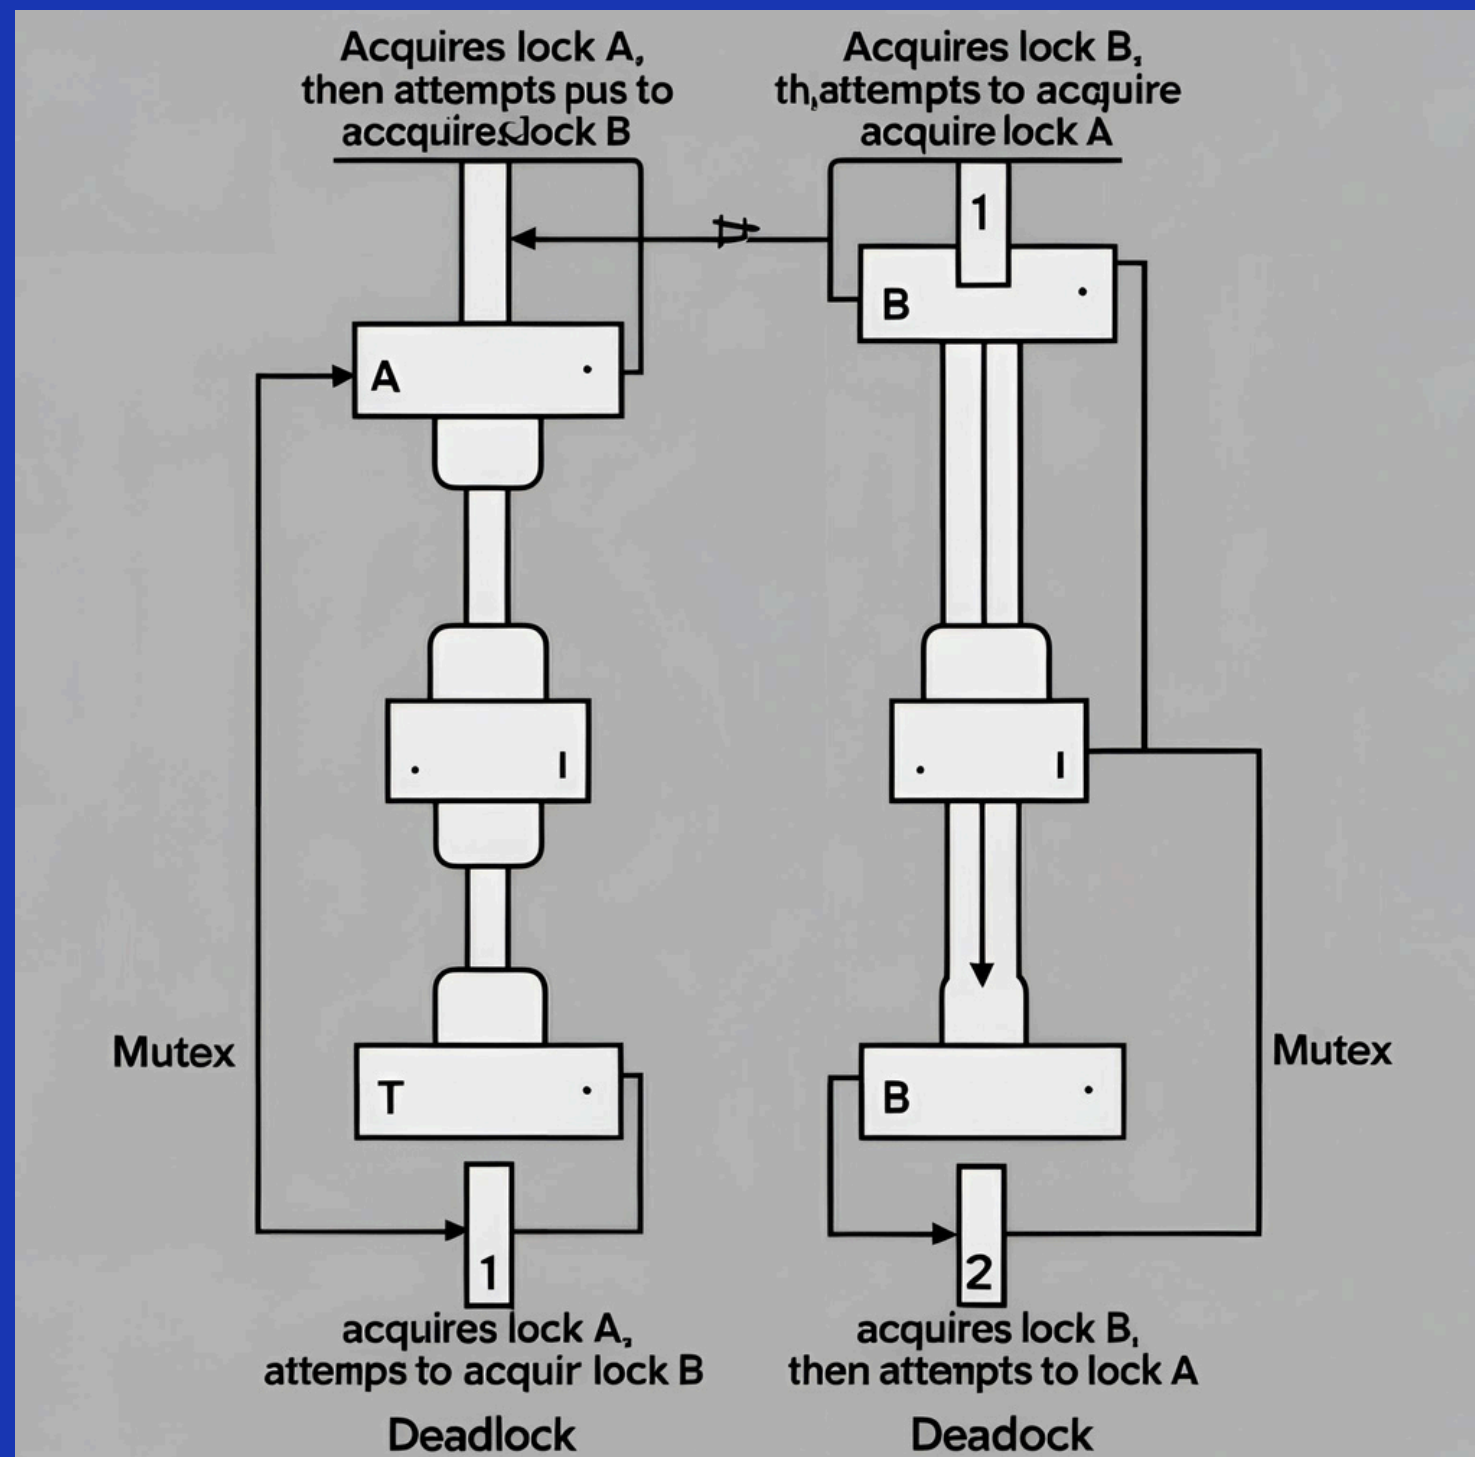 Acquires lock A,
then attempts pus to
accquires lock B
Acquires lock B,
th,attempts to acquire
acquire lock A
1
B
A
I
I
Mutex
Mutex
T
B
1
2
acquires lock A,
attemps to acquir lock B
acquires lock B,
then attempts to lock A
Deadlock
Deadock